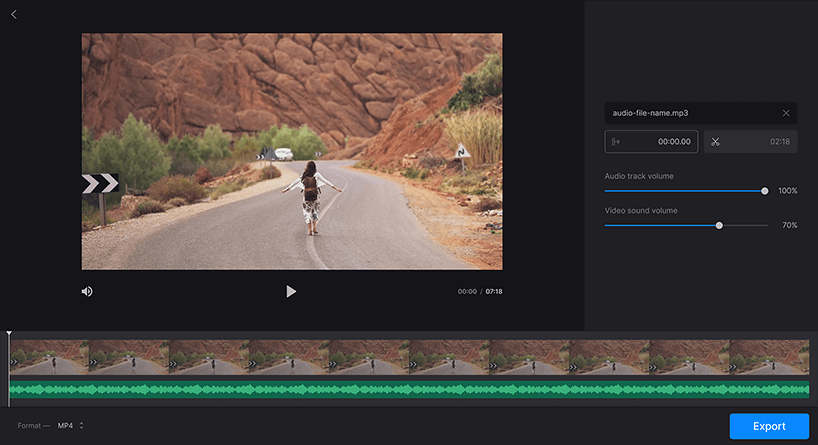 audio-file-name.mp3
00:00.00
02:18
Audio track volume
100%
Video sound volume
70%
00:00 / 07:18
Format — MP4
Export